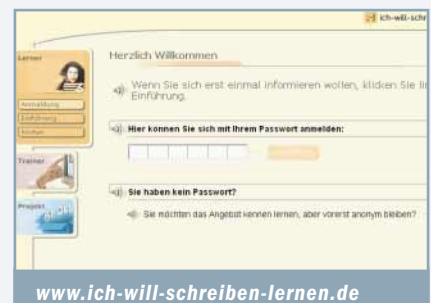 ich-will-schr
Lerner
Herzlich Willkommen
Wenn Sie sich erst einmal informieren wollen, klicken Sie
Einführung.
Anmeldung
Einführung
Hier können Sie sich mit Ihrem Passwort anmelden:
Trainer
Sie haben kein Passwort?
Projekt
Sie möchten das Angebot kennen lernen, aber vorerst anonym bleiben?
www.ich-will-schreiben-lernen.de